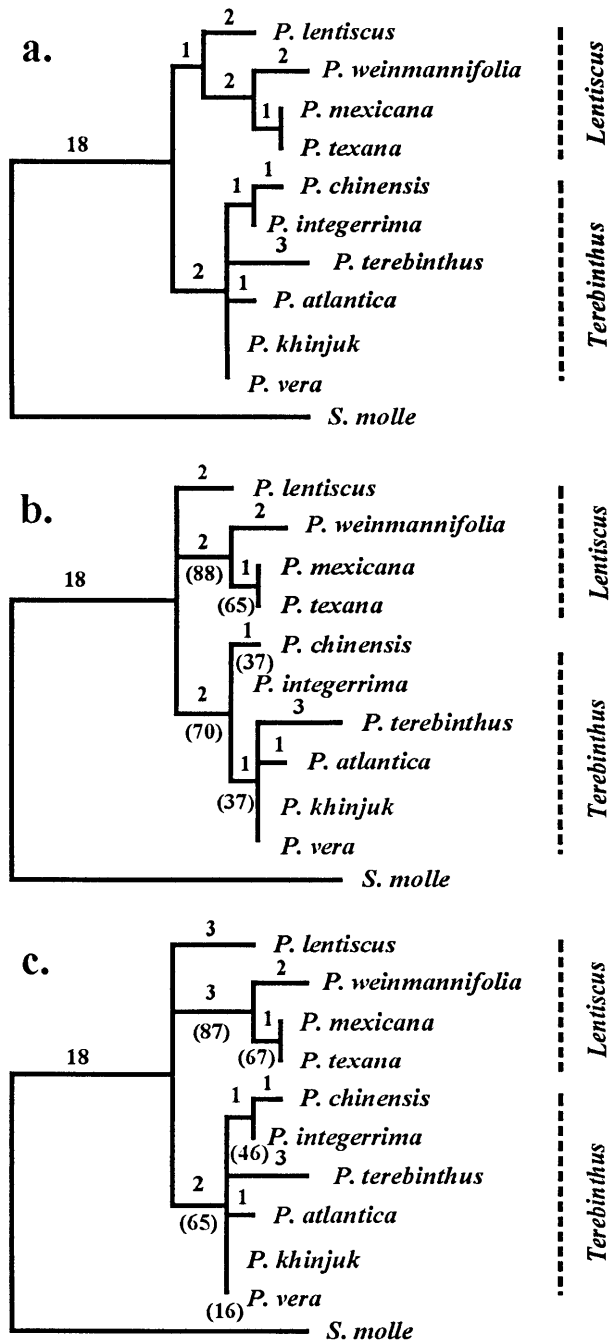 a.
2
P. lentiscus
1
2
P. weinmannifolia
2
1 P. mexicana
P. texana
18
Lentiscus
1
1 P. chinensis
P. integerrima
3
P. terebinthus
2
1
P. atlantica
P. khinjuk
P. vera
Terebinthus
S. molle
b.
2
P. lentiscus
2
P. weinmannifolia
2
(88)
1 P. mexicana
(65) P. texana
18
Lentiscus
1
(37) P. chinensis
P. integerrima
2
(70)
3
P. terebinthus
1
P. atlantica
1
(37)
P. khinjuk
P. vera
Terebinthus
S. molle
c.
3
P. lentiscus
2
P. weinmannifolia
3
(87)
1 P. mexicana
(67) P. texana
18
Lentiscus
1
1 P. chinensis
P. integerrima
(46) 3
P. terebinthus
2
(65)
1
P. atlantica
P. khinjuk
(16) P. vera
Terebinthus
S. molle